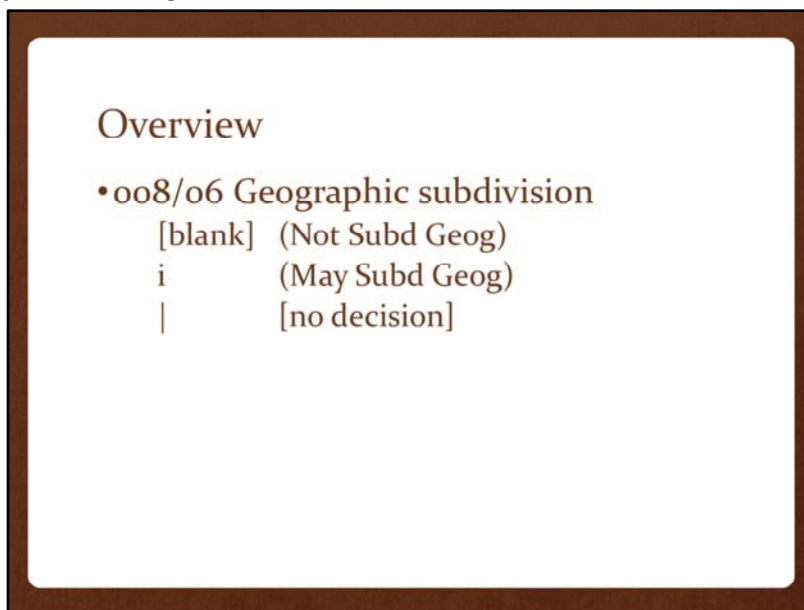 Overview
•008/06 Geographic subdivision
[blank] (Not Subd Geog)
i (May Subd Geog)
| [no decision]